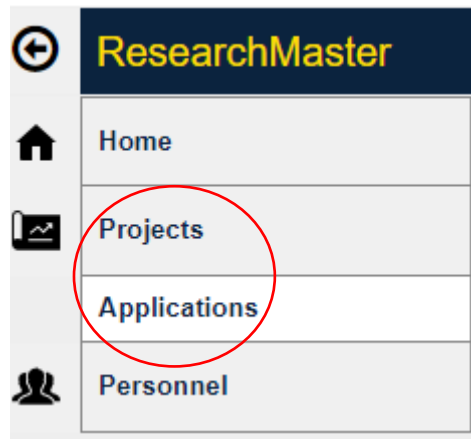 ResearchMaster
Home
Projects
Applications
Personnel